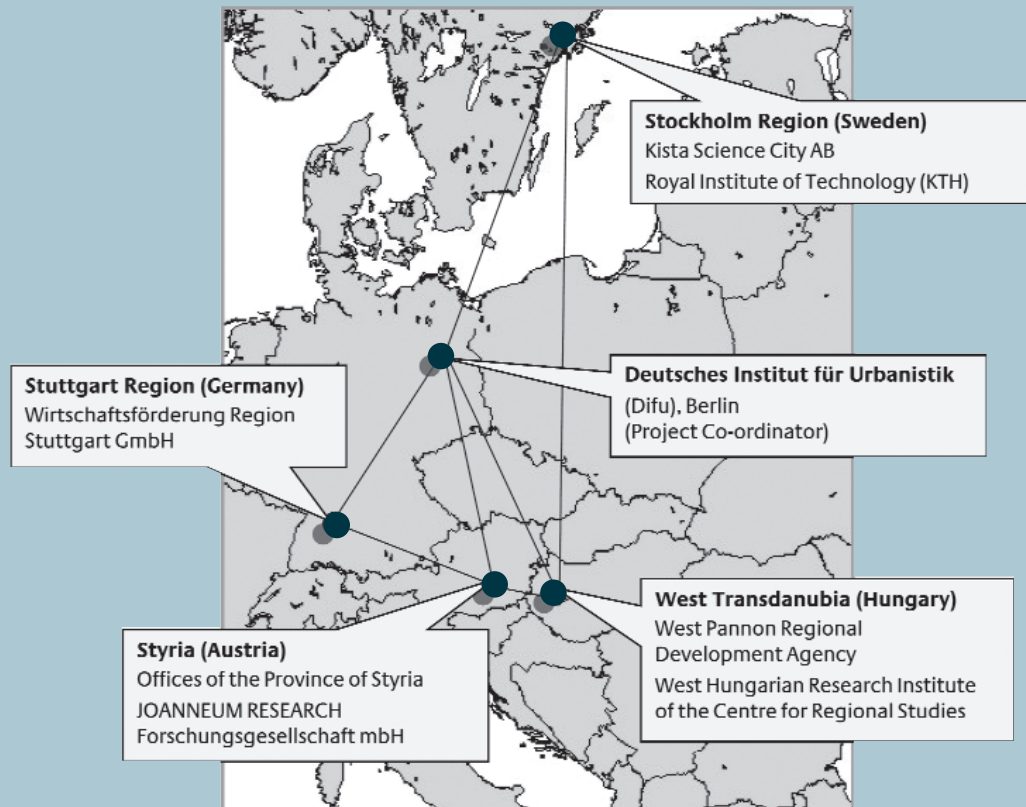 Stockholm Region (Sweden)
Kista Science City AB
Royal Institute of Technology (KTH)
Deutsches Institut für Urbanistik
(Difu), Berlin
(Project Co-ordinator)
Stuttgart Region (Germany)
Wirtschaftsförderung Region
Stuttgart GmbH
West Transdanubia (Hungary)
West Pannon Regional
Development Agency
West Hungarian Research Institute
of the Centre for Regional Studies
Styria (Austria)
Offices of the Province of Styria
JOANNEUM RESEARCH
Forschungsgesellschaft mbH